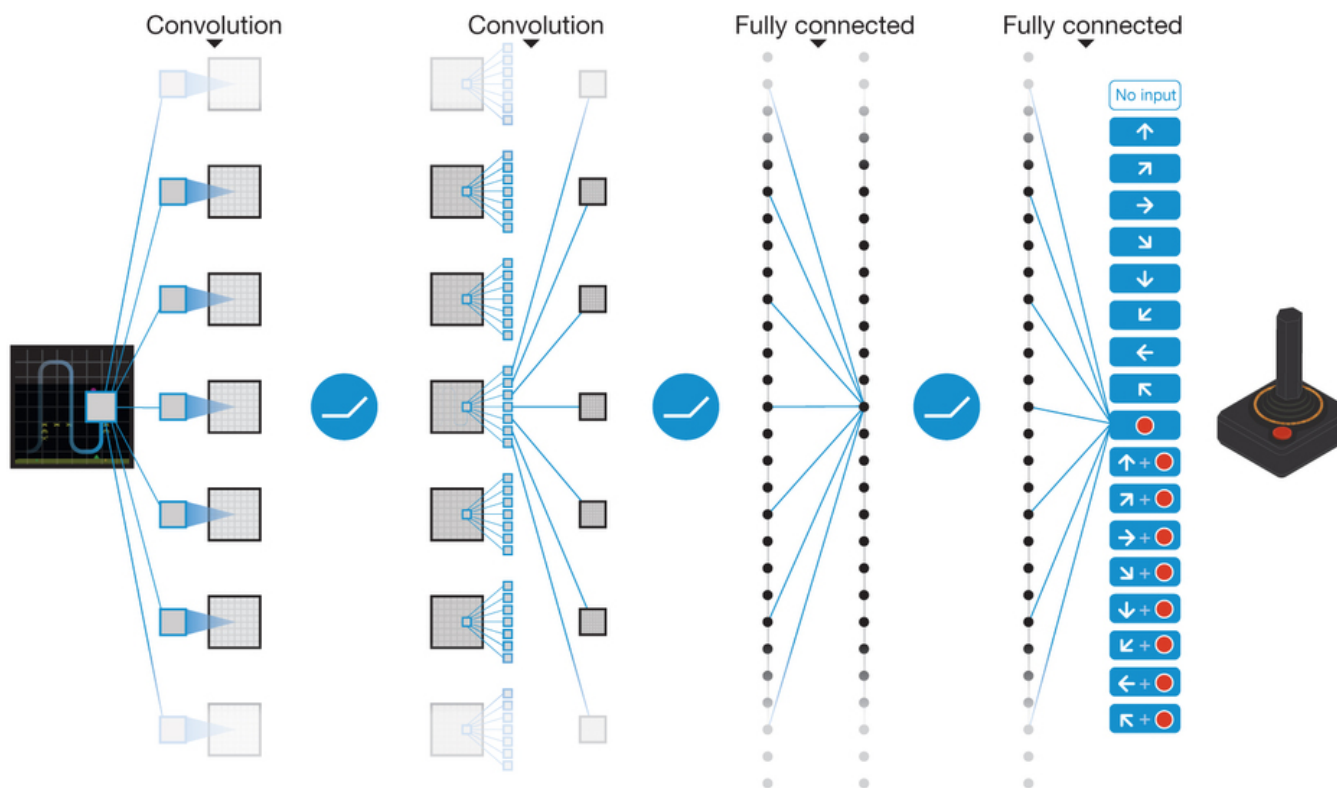 Convolution
Convolution
Fully connected
Fully connected
No input
+
+
+
+
+
+
+
+